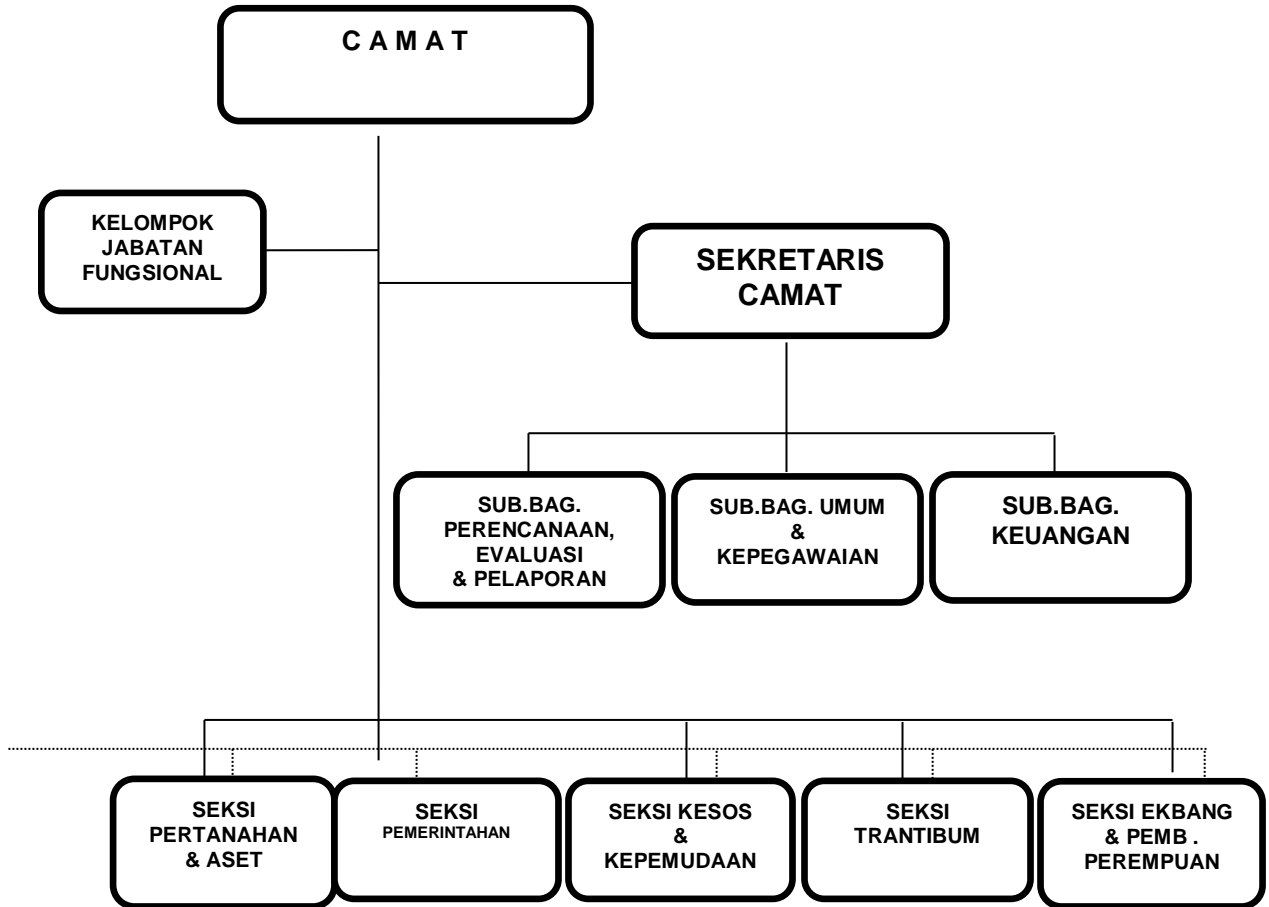 C A M A T
KELOMPOK
JABATAN
FUNGSIONAL
SEKRETARIS
CAMAT
SUB.BAG.
PERENCANAAN,
EVALUASI
& PELAPORAN
SUB.BAG. UMUM
&
KEPEGAWAIAN
SUB.BAG.
KEUANGAN
SEKSI
PERTANAHAN
& ASET
SEKSI
PEMERINTAHAN
SEKSI KESOS
&
KEPEMUDAAN
SEKSI
TRANTIBUM
SEKSI EKBANG
& PEMB .
PEREMPUAN